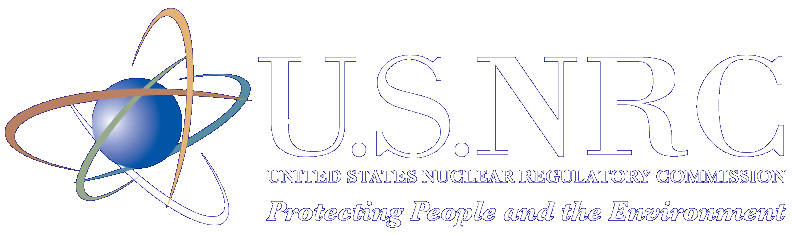 U.S.NRC
UNITED STATES NUCLEAR REGULATORY COMMISSION
Protecting People and the Environment